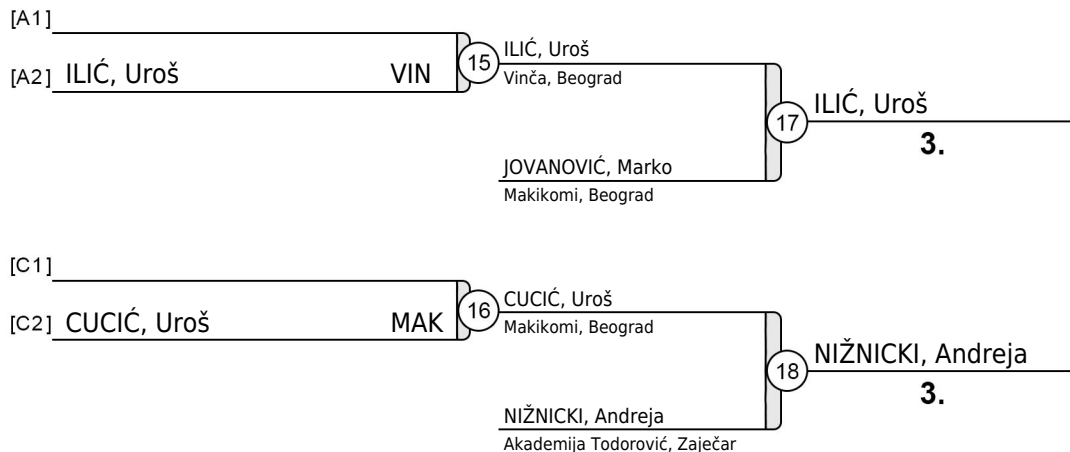 [A1]
[A2] ILIĆ, Uroš VIN
15
ILIĆ, Uroš
Vinča, Beograd
17
ILIĆ, Uroš
3.
JOVANOVIĆ, Marko
Makikomi, Beograd
[C1]
[C2] CUCIĆ, Uroš MAK
16
CUCIĆ, Uroš
Makikomi, Beograd
18
NIŽNICKI, Andreja
3.
NIŽNICKI, Andreja
Akademija Todorović, Zaječar